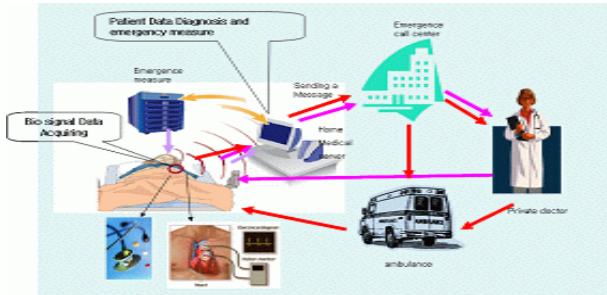 Patient Data Diagnosis and
emergency measure
Emergence
call center
Emergence
measure
Sending a
Message
Bio signal Data
Acquiring
Home
Medical
server
Private doctor
ambulance